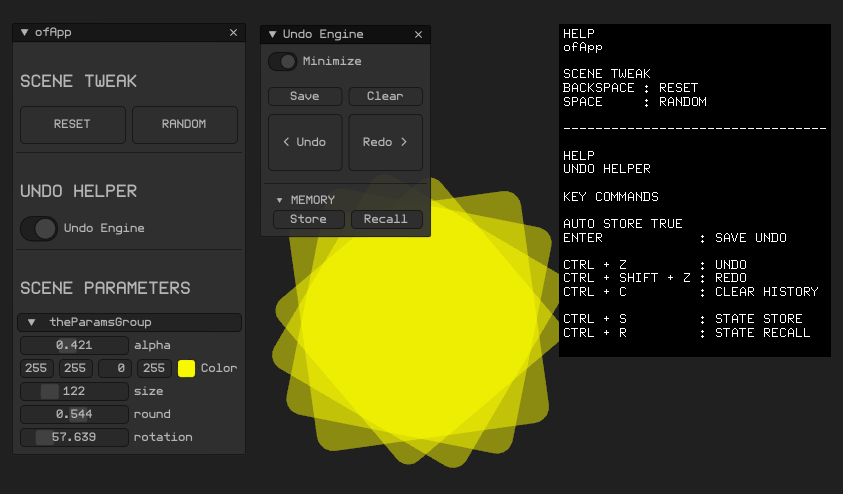 ofApp
SCENE TWEAK
RESET RANDOM
UNDO HELPER
Undo Engine
SCENE PARAMETERS
theParamsGroup
0.421 alpha
255 255 0 255 Color
122 size
0.544 round
57.639 rotation
Undo Engine
Minimize
Save Clear
< Undo Redo >
MEMORY
Store Recall
HELP
ofApp
SCENE TWEAK
BACKSPACE : RESET
SPACE : RANDOM
---------------------------------
HELP
UNDO HELPER
KEY COMMANDS
AUTO STORE TRUE
ENTER : SAVE UNDO
CTRL + Z : UNDO
CTRL + SHIFT + Z : REDO
CTRL + C : CLEAR HISTORY
CTRL + S : STATE STORE
CTRL + R : STATE RECALL